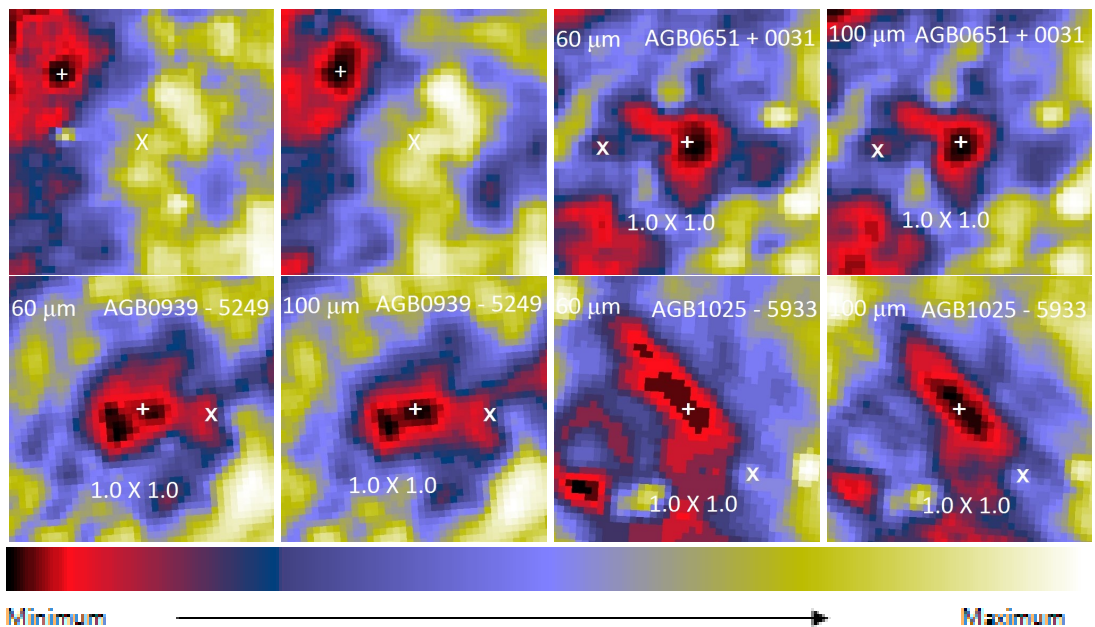 + + 60 μm AGB0651 + 0031 100 μm AGB0651 + 0031
X X x + x +
1.0 X 1.0 1.0 X 1.0
60 μm AGB0939 - 5249 100 μm AGB0939 - 5249 60 μm AGB1025 - 5933 100 μm AGB1025 - 5933
+ x + x + x + x
1.0 X 1.0 1.0 X 1.0 1.0 X 1.0 1.0 X 1.0
Minimum Maximum